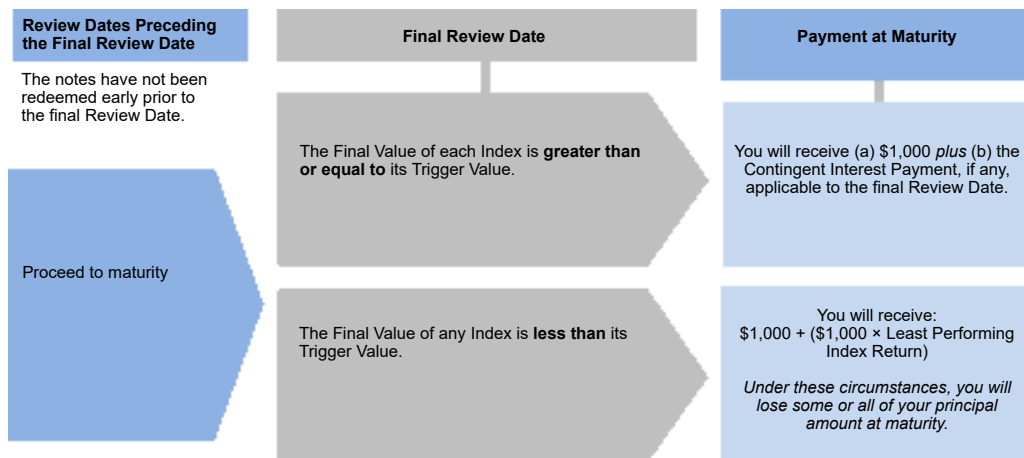 Review Dates Preceding
the Final Review Date
Final Review Date
Payment at Maturity
The notes have not been
redeemed early prior to
the final Review Date.
Proceed to maturity
The Final Value of each Index is greater than
or equal to its Trigger Value.
You will receive (a) $1,000 plus (b) the
Contingent Interest Payment, if any,
applicable to the final Review Date.
The Final Value of any Index is less than its
Trigger Value.
You will receive:
$1,000 + ($1,000 × Least Performing
Index Return)
Under these circumstances, you will
lose some or all of your principal
amount at maturity.